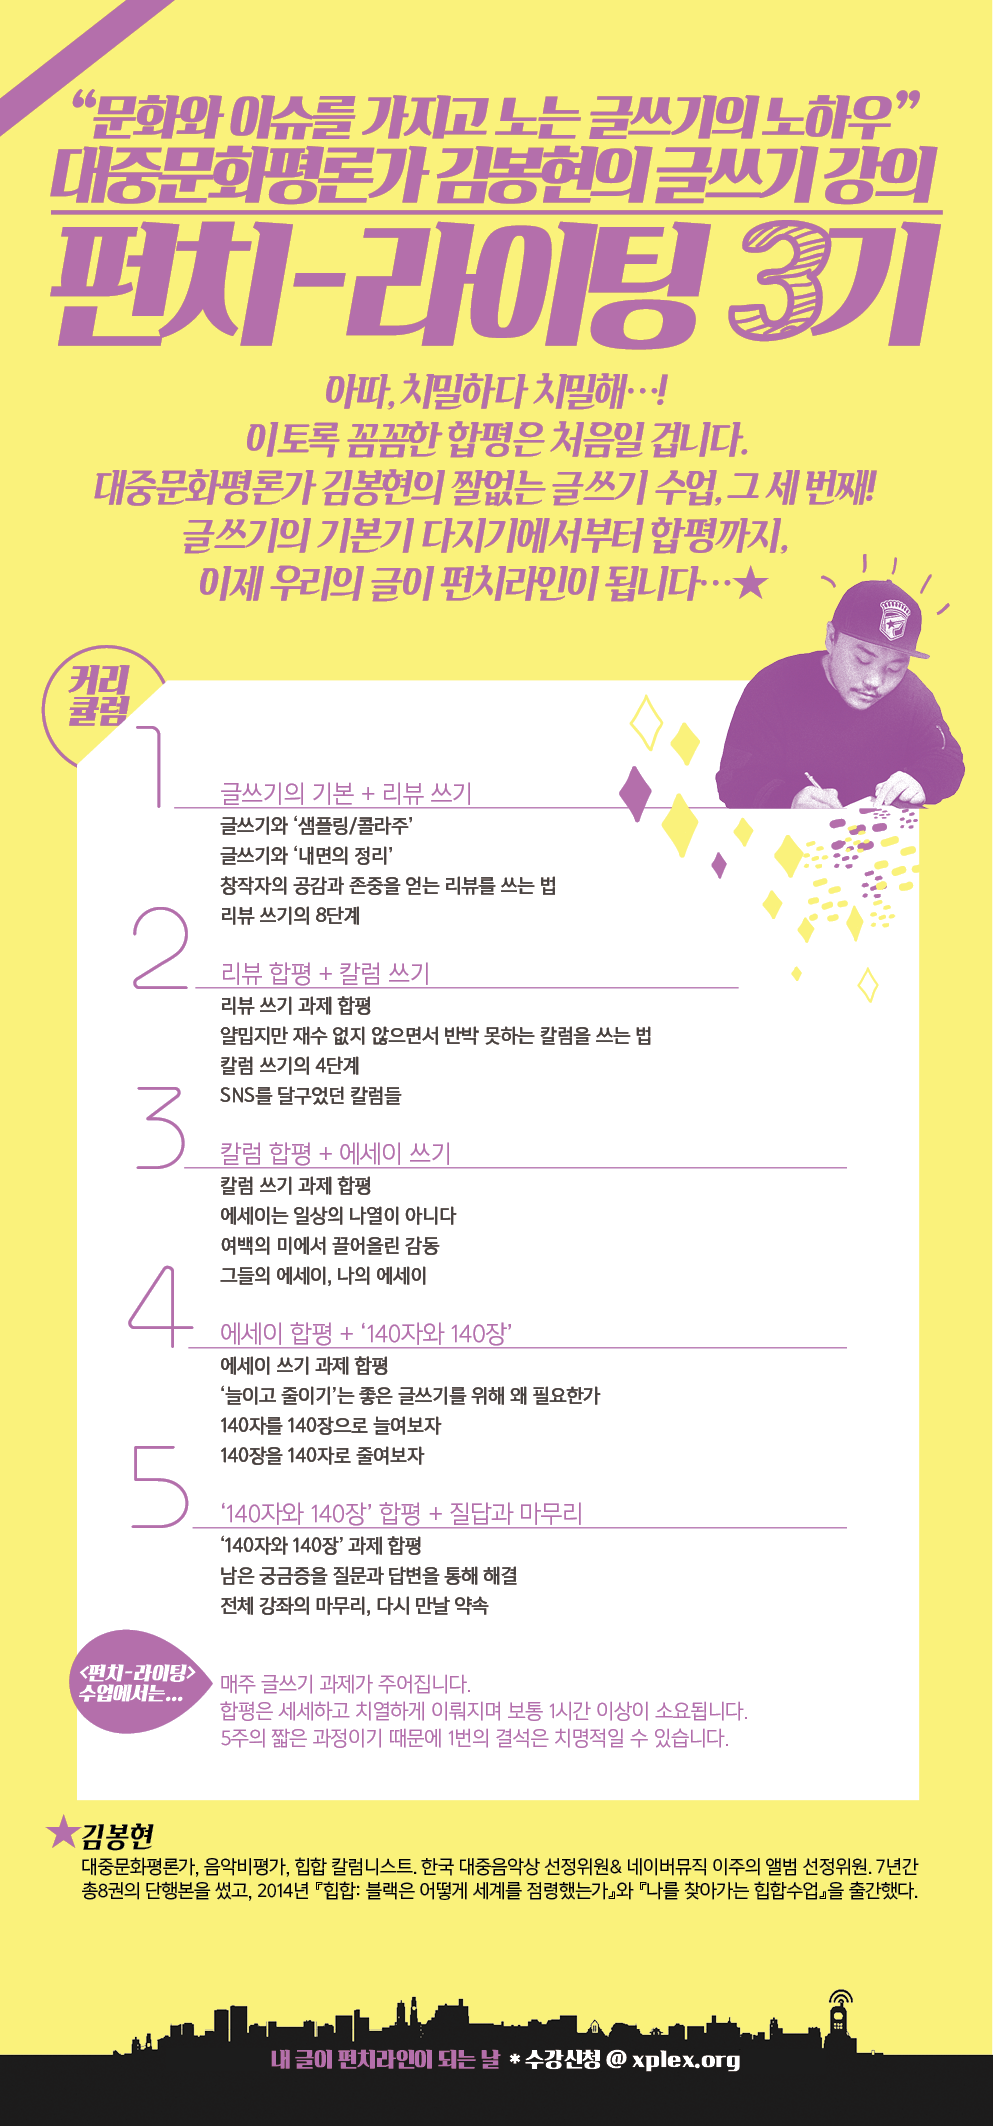 “문화와 이슈를 가지고 노는 글쓰기의 노하우”
대중문화평론가 김봉현의 글쓰기 강의
펀치-라이팅 3기
아따, 치밀하다 치밀해…!
이토록 꼼꼼한 합평은 처음일 겁니다.
대중문화평론가 김봉현의 짤없는 글쓰기 수업, 그 세 번째!
글쓰기의 기본기 다지기에서부터 합평까지,
이제 우리의 글이 펀치라인이 됩니다…★
커리
큘럼
1
글쓰기의 기본 + 리뷰 쓰기
글쓰기와 ‘샘플링/콜라주’
글쓰기와 ‘내면의 정리’
창작자의 공감과 존중을 얻는 리뷰를 쓰는 법
리뷰 쓰기의 8단계
2
리뷰 합평 + 칼럼 쓰기
리뷰 쓰기 과제 합평
얄밉지만 재수 없지 않으면서 반박 못하는 칼럼을 쓰는 법
칼럼 쓰기의 4단계
SNS를 달구었던 칼럼들
3
칼럼 합평 + 에세이 쓰기
칼럼 쓰기 과제 합평
에세이는 일상의 나열이 아니다
여백의 미에서 끌어올린 감동
그들의 에세이, 나의 에세이
4
에세이 합평 + ‘140자와 140장’
에세이 쓰기 과제 합평
‘늘이고 줄이기’는 좋은 글쓰기를 위해 왜 필요한가
140자를 140장으로 늘여보자
140장을 140자로 줄여보자
5
‘140자와 140장’ 합평 + 질답과 마무리
‘140자와 140장’ 과제 합평
남은 궁금증을 질문과 답변을 통해 해결
전체 강좌의 마무리, 다시 만날 약속
<펀치-라이팅>
수업에서는...
매주 글쓰기 과제가 주어집니다.
합평은 세세하고 치열하게 이뤄지며 보통 1시간 이상이 소요됩니다.
5주의 짧은 과정이기 때문에 1번의 결석은 치명적일 수 있습니다.
★김봉현
대중문화평론가, 음악비평가, 힙합 칼럼니스트. 한국 대중음악상 선정위원& 네이버뮤직 이주의 앨범 선정위원. 7년간
총8권의 단행본을 썼고, 2014년 『힙합: 블랙은 어떻게 세계를 점령했는가』와 『나를 찾아가는 힙합수업』을 출간했다.
내 글이 펀치라인이 되는 날 * 수강신청 @ xplex.org